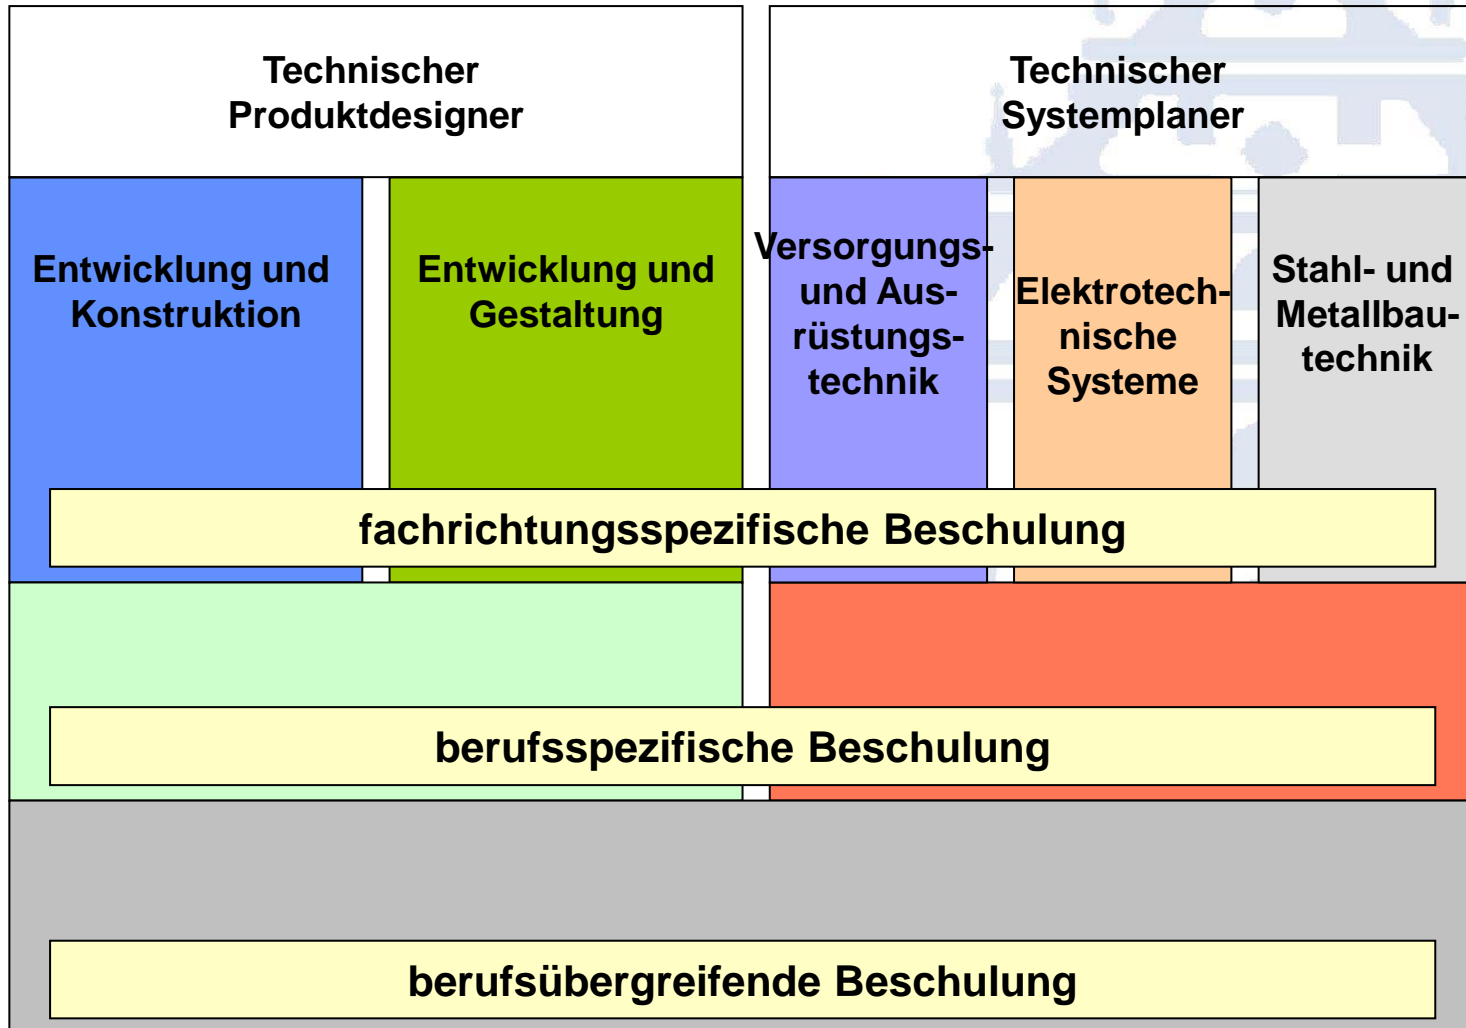 Technischer
Produktdesigner
Technischer
Systemplaner
Entwicklung und
Konstruktion
Entwicklung und
Gestaltung
Versorgungs-
und Aus-
rüstungs-
technik
Elektrotech-
nische
Systeme
Stahl- und
Metallbau-
technik
fachrichtungsspezifische Beschulung
berufsspezifische Beschulung
berufsübergreifende Beschulung